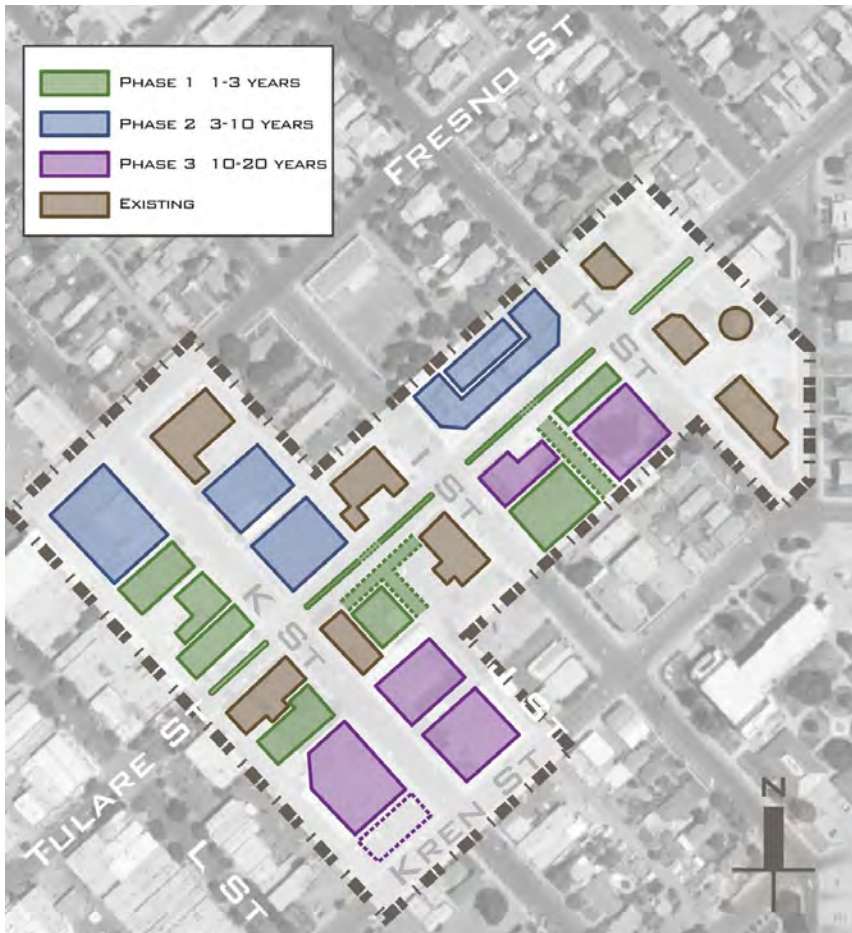 PHASE 1 1-3 YEARS
PHASE 2 3-10 YEARS
PHASE 3 10-20 YEARS
EXISTING
FRESNO ST
H ST
I ST
K ST
TULARE ST
L ST
KREN ST
N